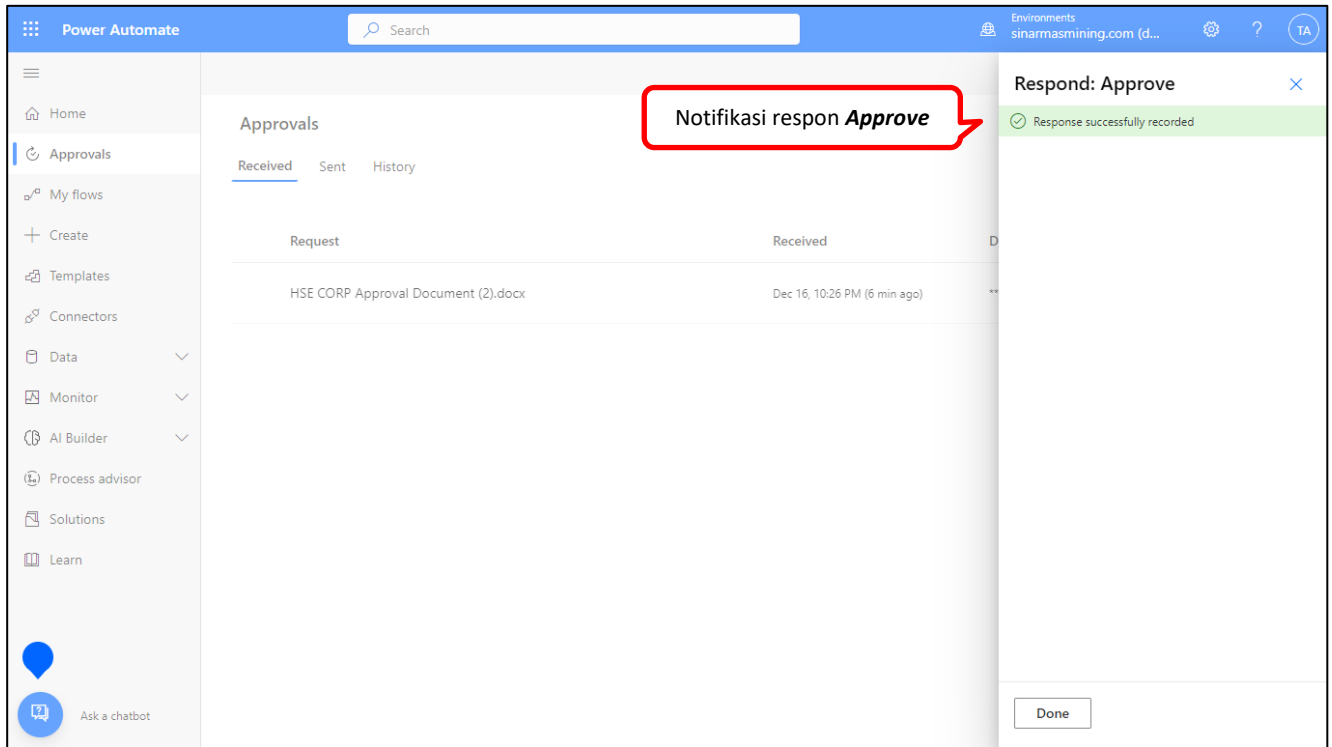 Power Automate
Search
Environments
sinarmasmining.com (d...
?
TA
Home
Approvals
My flows
Create
Templates
Connectors
Data
Monitor
AI Builder
Process advisor
Solutions
Learn
Ask a chatbot
Approvals
Received Sent History
Request Received D
HSE CORP Approval Document (2).docx Dec 16, 10:26 PM (6 min ago) **
Notifikasi respon Approve
Respond: Approve
Response successfully recorded
Done